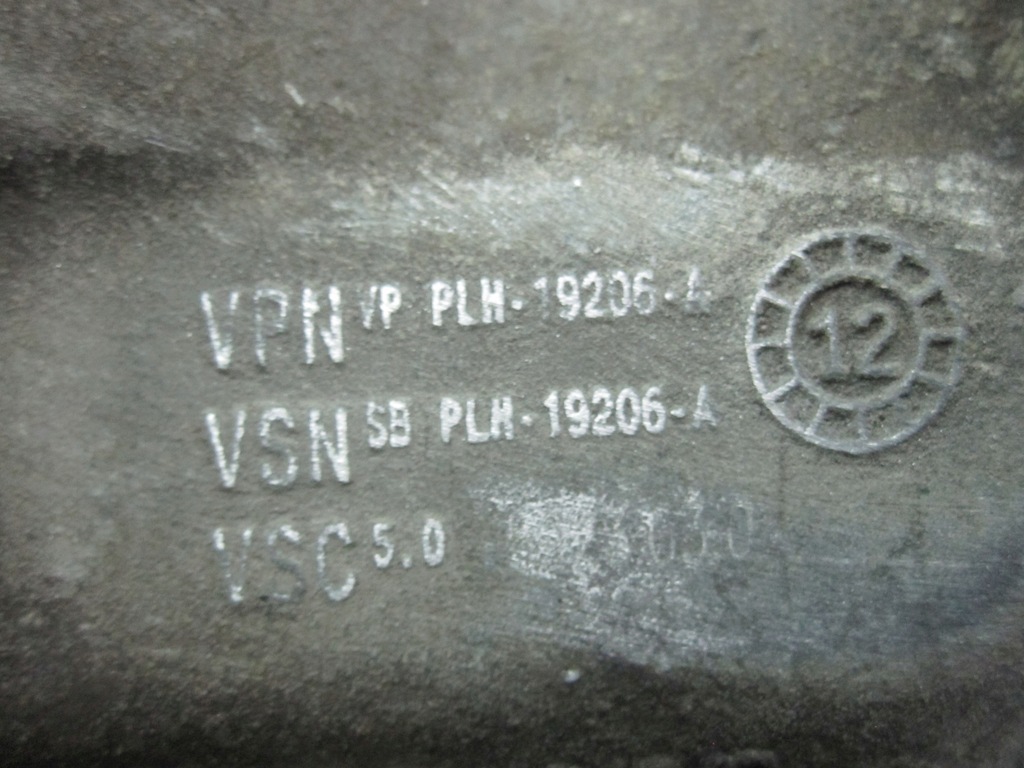 VPN VP PLH-19206-A
VSN SB PLH-19206-A
VSC 5.0
12